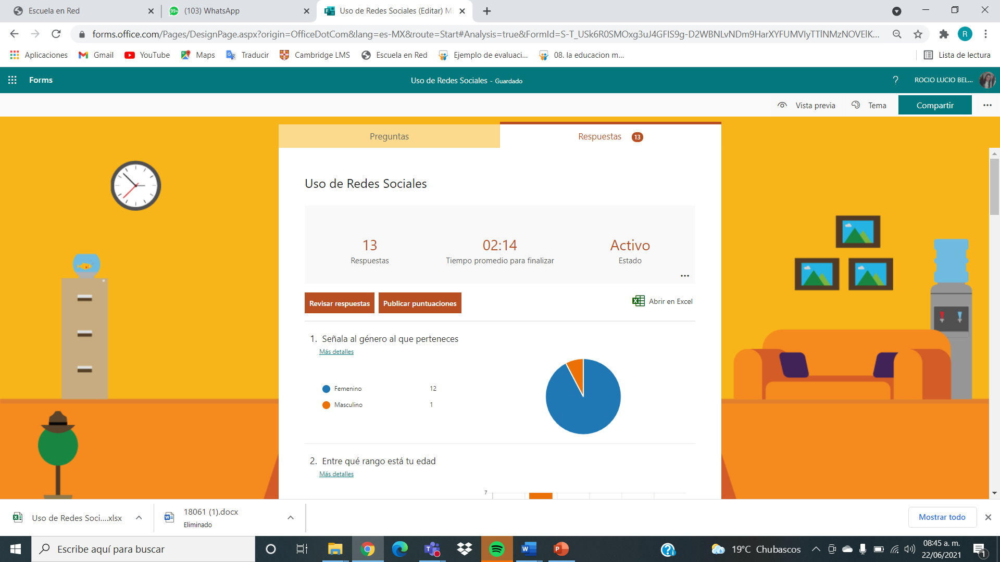 Escuela en Red
(103) WhatsApp
Uso de Redes Sociales (Editar) Mi
forms.office.com/Pages/DesignPage.aspx?origin=OfficeDotCom&lang=es-MX&route=Start#Analysis=true&FormId=S-T_USk6R0SMOxg3uJ4GFIS9g-D2WBNLvNDm9HarXYFUMVIyTTlNMzNOVElK...
R
Aplicaciones
Gmail
YouTube
Maps
Traducir
Cambridge LMS
Escuela en Red
Ejemplo de evaluaci...
08. la educacion m...
Lista de lectura
Forms
Uso de Redes Sociales - Guardado
?
ROCIO LUCIO BEL...
Vista previa
Tema
Compartir
Preguntas
Respuestas 13
Uso de Redes Sociales
13
Respuestas
02:14
Tiempo promedio para finalizar
Activo
Estado
Revisar respuestas
Publicar puntuaciones
Abrir en Excel
1. Señala al género al que perteneces
Más detalles
Femenino 12
Masculino 1
2. Entre qué rango está tu edad
Más detalles
7
Uso de Redes Soci....xlsx
18061 (1).docx
Eliminado
Mostrar todo
Escribe aquí para buscar
19°C Chubascos
08:45 a. m.
22/06/2021
1